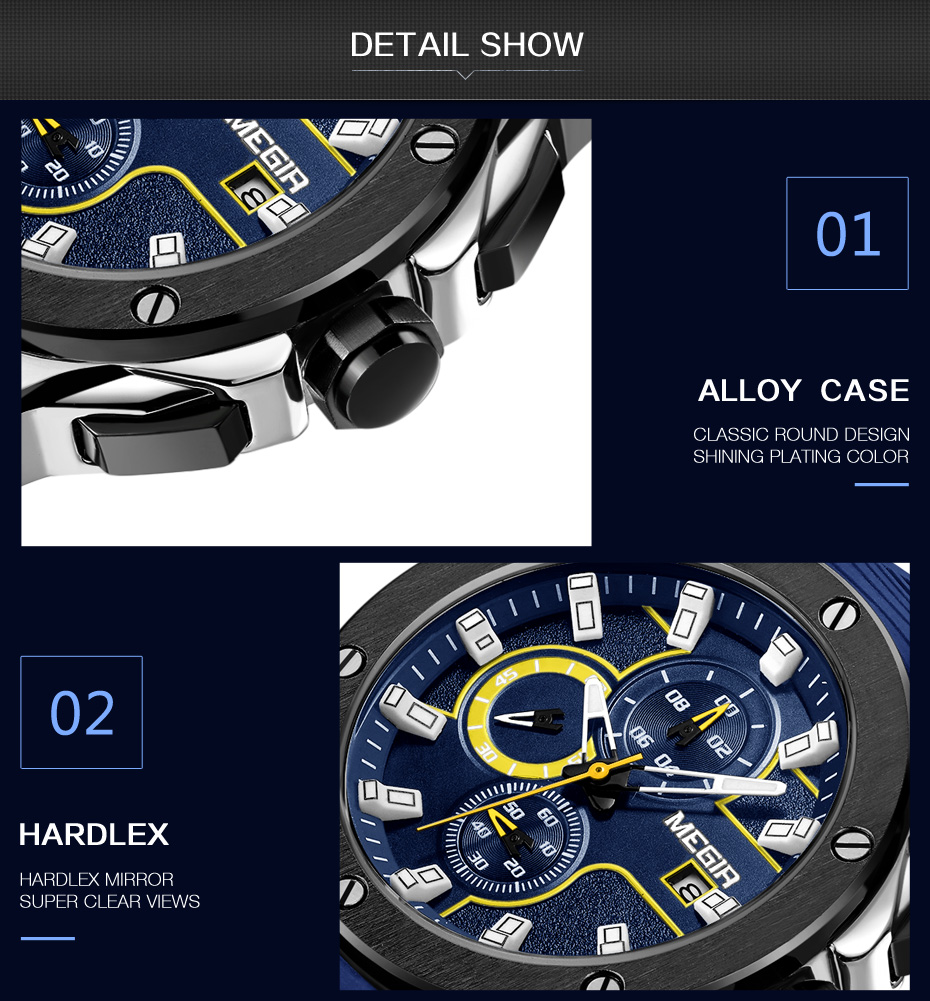 DETAIL SHOW
MEGIR
8
10
20
01
ALLOY CASE
CLASSIC ROUND DESIGN
SHINING PLATING COLOR
02
HARDLEX
HARDLEX MIRROR
SUPER CLEAR VIEWS
45
30
08
00
02
06
60
50
40
10
30
20
MEGIR
8